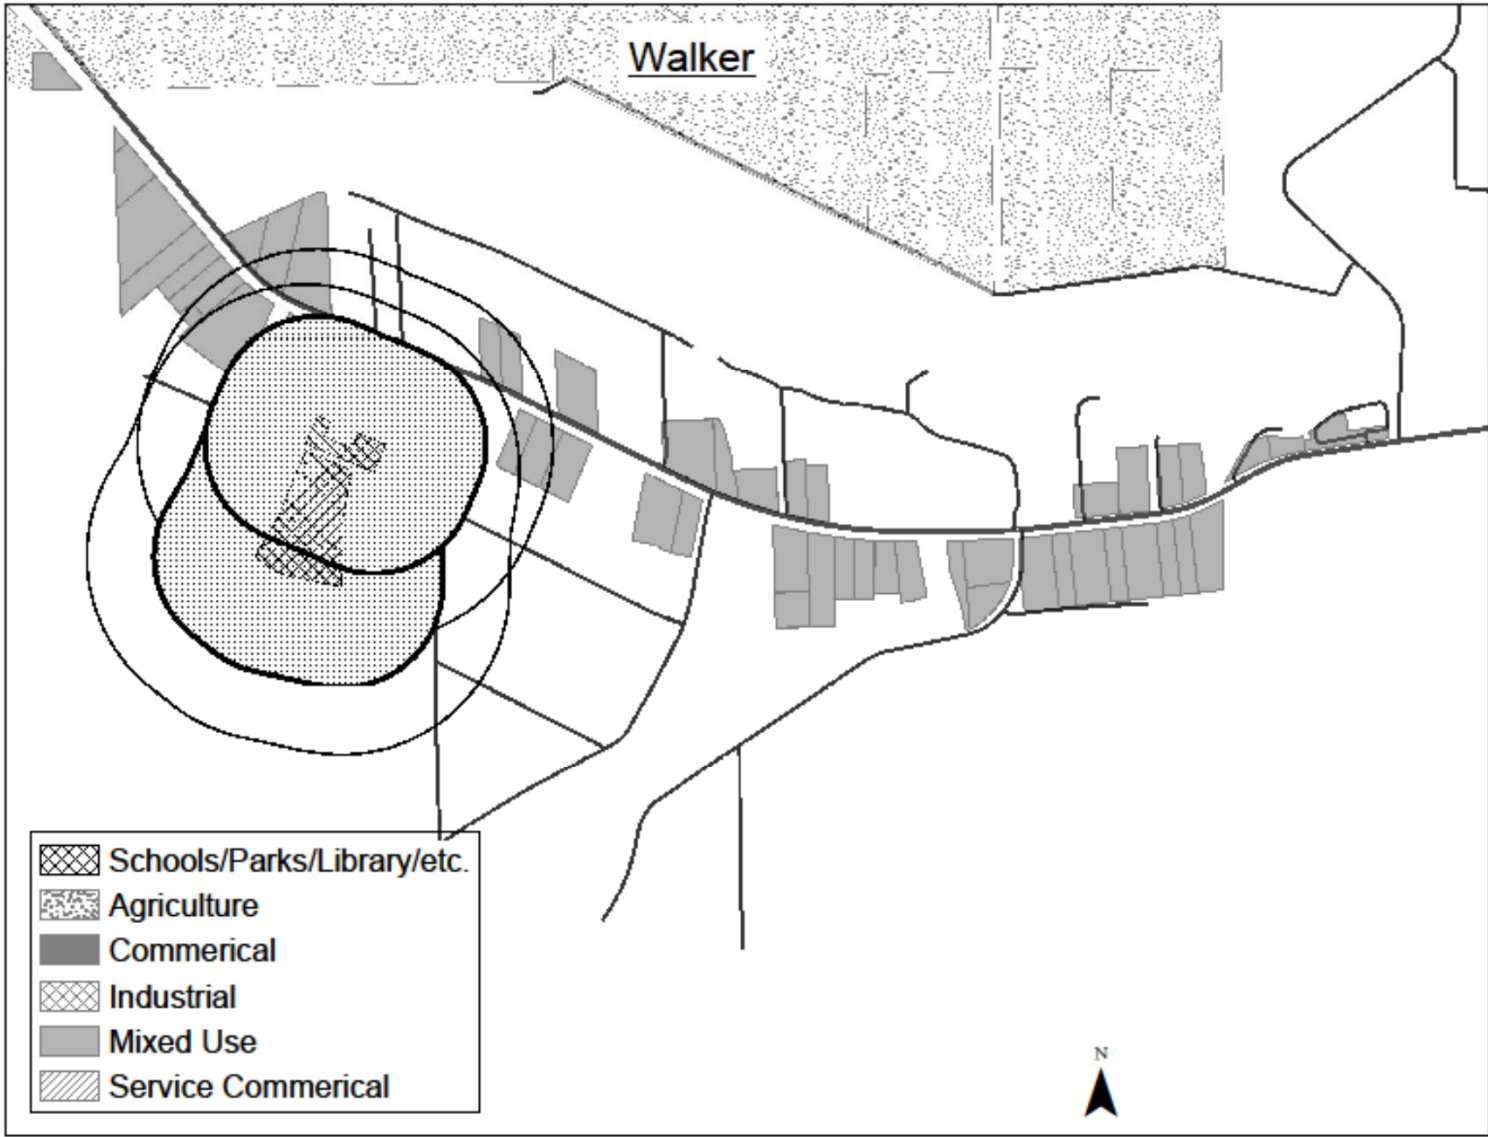 Walker
Schools/Parks/Library/etc.
Agriculture
Commerical
Industrial
Mixed Use
Service Commerical
N